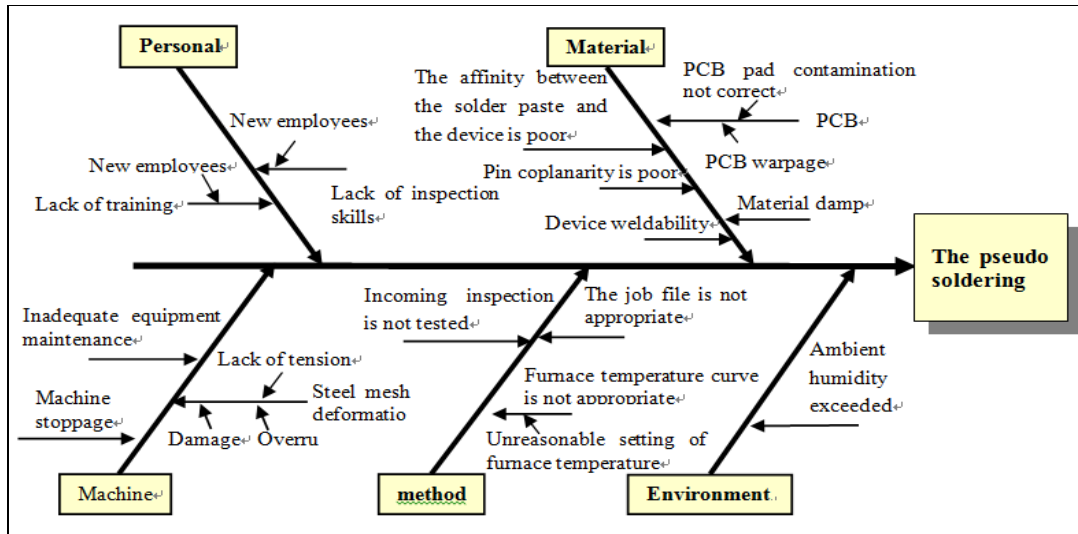 Personal
Material
The affinity between
the solder paste and
the device is poor
PCB pad contamination
not correct
PCB
PCB warpage
New employees
New employees
Lack of training
Lack of inspection
skills
Pin coplanarity is poor
Material damp
Device weldability
The pseudo
soldering
Incoming inspection
is not tested
The job file is not
appropriate
Inadequate equipment
maintenance
Lack of tension
Steel mesh
deformatio
Machine
stoppage
Damage
Overru
Furnace temperature curve
is not appropriate
Unreasonable setting of
furnace temperature
Ambient
humidity
exceeded
Machine
method
Environment.